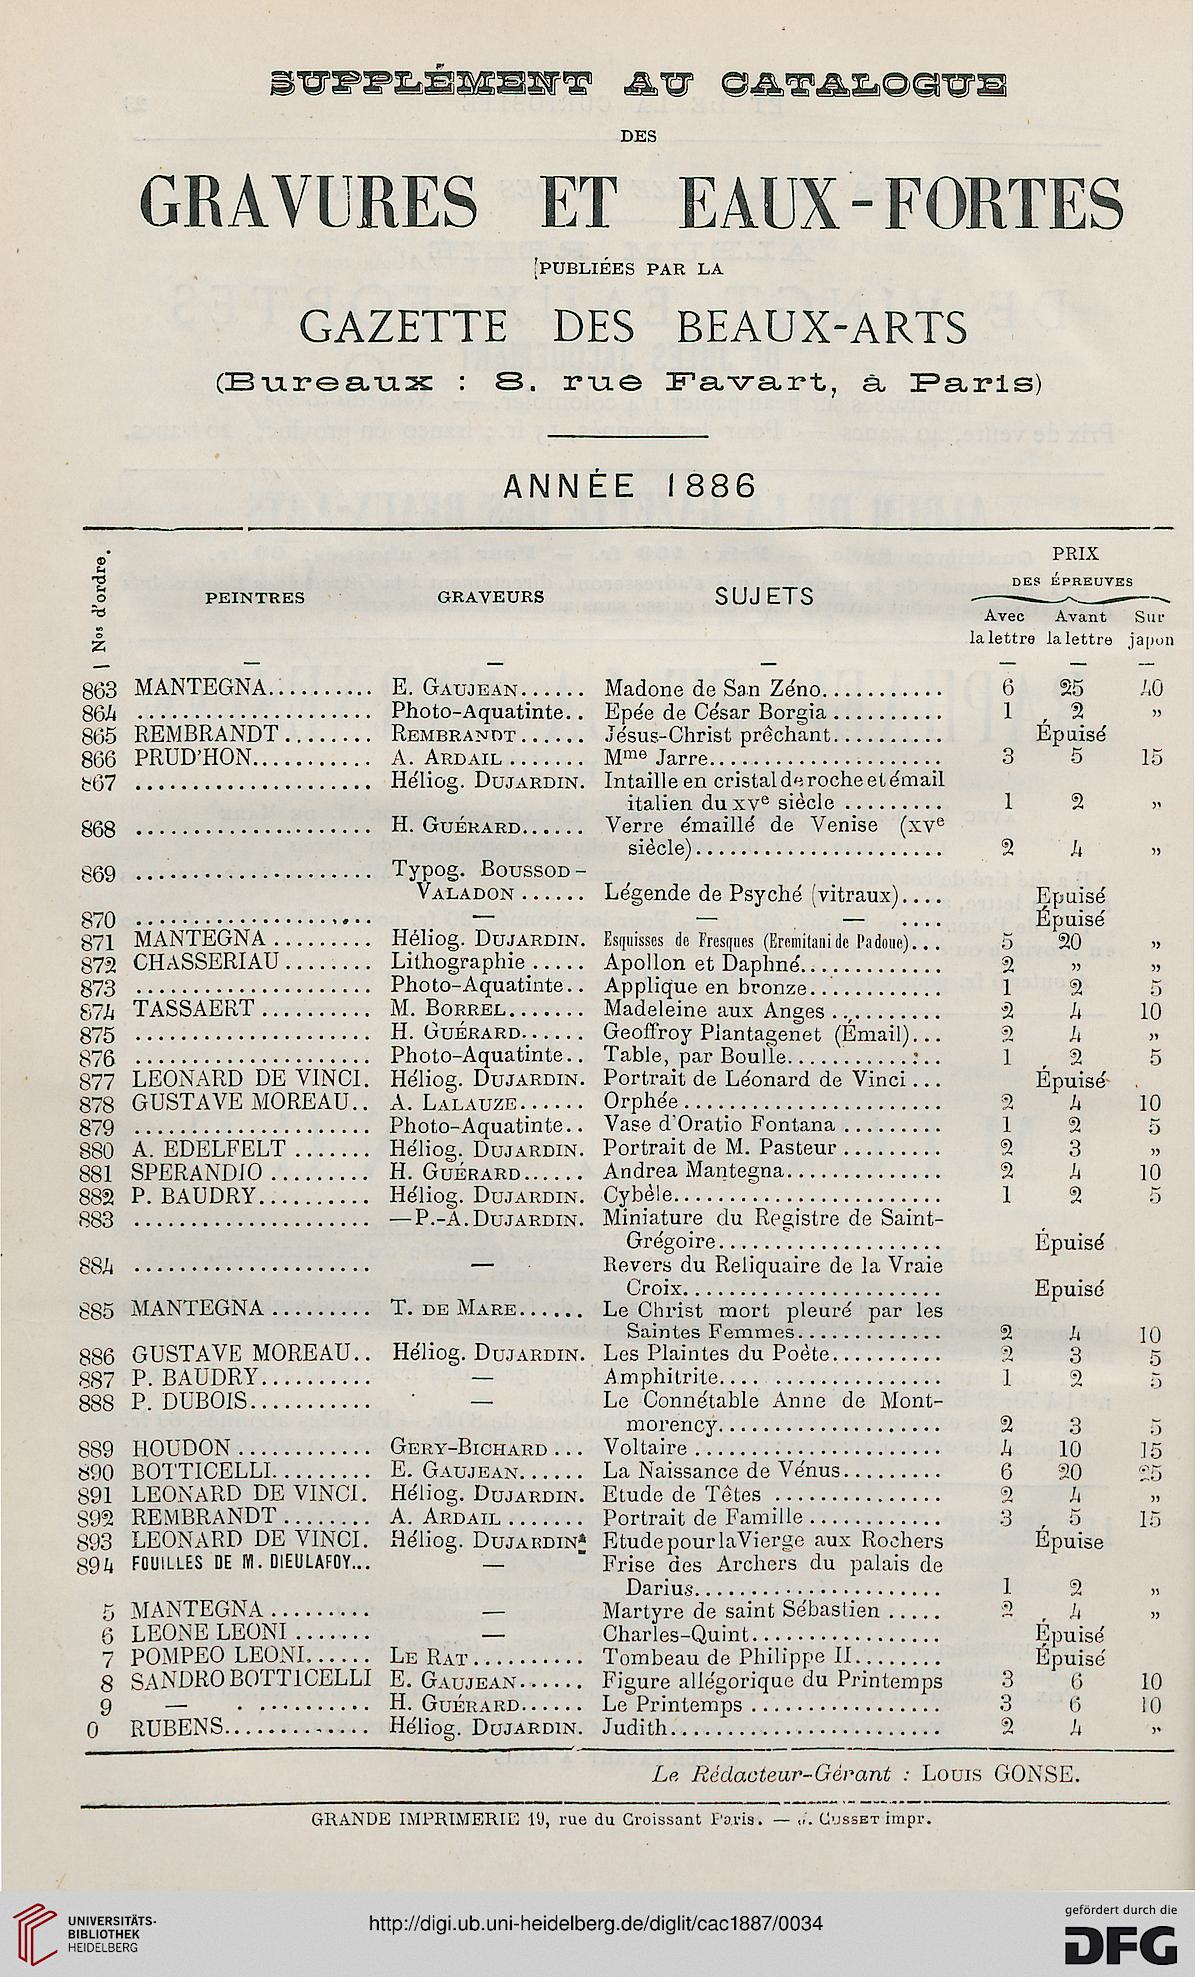 SUPPLÉMENT AU CATALOGUE
DES
GRAVURES ET EAUX-FORTES
[PUBLIÉES PAR LA
GAZETTE DES BEAUX-ARTS
(Bureaux : 8. rue Favart, à Paris)
ANNÉE 1886
Nos d'ordre. PEINTRES GRAVEURS SUJETS PRIX
DES ÉPREUVES
Avec Avant Sur
la lettre la lettre japon
863 MANTEGNA........... E. GAUJEAN...... Madone de San Zéno........... 6 25 40
864 ...................... Photo-Aquatinte.. Epée de César Borgia .......... 1 2 »
865 REMBRANDT ........ REMBRANDT...... Jésus-Christ prêchant.......... Épuisé
866 PRUD'HON........... A. ARDAIL ....... Mme Jarre..................... 3 5 15
867 ...................... Héliog. DUJARDIN. Intaille en cristal de roche et émail
italien du XVe siècle ......... 1 2 »
868 ...................... H. GUÉRARD...... Verre émaillé de Venise (XVe
siècle)....................... 2 4 »
869 ...................... Typog. BOUSSOD-
VALADON ...... Légende de Psyché (vitraux).... Epuisé
870 ...................... — — — .... Épuisé
871 MANTEGNA ......... Héliog. DUJARDIN. Esquisses de Fresques (Eremitani de Padoue)... 5 20 »
872 CHASSERIAU ........ Lithographie ..... Apollon et Daphné............. 2 » »
873 ...................... Photo-Aquatinte.. Applique en bronze............ 1 2 5
874 TASSAERT .......... M. BORREL....... Madeleine aux Anges .......... 2 4 10
875 ...................... H. GUÉRARD...... Geoffroy Plantagenet (Émail)... 2 4 »
876 ...................... Photo-Aquatinte.. Table, par Boulle.............. 1 2 5
877 LEONARD DE VINCI. Héliog. DUJARDIN. Portrait de Léonard de Vinci... Épuisé
878 GUSTAVE MOREAU.. A. LALAUZE...... Orphée ........................ 2 4 10
879 ...................... Photo-Aquatinte.. Vase d'Oratio Fontana ......... 1 2 5
880 A. EDELFELT ....... Héliog. DUJARDIN. Portrait de M. Pasteur ......... 2 3 »
881 SPERANDIO ......... H. GUÉRARD...... Andrea Mantegna.............. 2 4 10
882 P. BAUDRY.......... Héliog. DUJARDIN. Cybèle........................ 1 2 5
883 ...................... — P.-A. DUJARDIN. Miniature du Registre de Saint-
Grégoire..................... Épuisé
884 ...................... — Revers du Reliquaire de la Vraie
Croix........................ Epuisé
885 MANTEGNA ......... T. DE MARE...... Le Christ mort pleuré par les
Saintes Femmes.............. 2 4 10
886 GUSTAVE MOREAU.. Héliog. DUJARDIN. Les Plaintes du Poète.......... 2 3 5
887 P. BAUDRY.......... — Amphitrite.................... 1 2 5
888 P. DUBOIS........... — Le Connétable Anne de Mont-
morency..................... 2 3 5
889 HOUDON ............ GERY-BICHARD ... Voltaire ....................... 4 10 15
890 BOTTICELLI......... E. GAUJEAN...... La Naissance de Vénus......... 6 20 25
891 LEONARD DE VINCI. Héliog. DUJARDIN. Etude de Têtes ................ 2 4 »
892 REMBRANDT ........ A. ARDAIL ....... Portrait de Famille ............ 3 5 15
893 LEONARD DE VINCI. Héliog. DUJARDIN Etude pour la Vierge aux Rochers Épuise
894 FOUILLES DE M. DIEULAFOY... — Frise des Archers du palais de
Darius....................... 1 2 »
5 MANTEGNA ......... — Martyre de saint Sébastien ..... 2 4 »
6 LEONE LEONI ....... — Charles-Quint.................. Épuisé
7 POMPEO LEONI...... LE RAT .......... Tombeau de Philippe II........ Épuisé
8 SANDRO BOTTICELLI E. GAUJEAN...... Figure allégorique du Printemps 3 6 10
9 — ............ H. GUÉRARD...... Le Printemps ................. 3 6 10
0 RUBENS............. Héliog. DUJARDIN. Judith........................ 2 4 »
Le Rédacteur-Gérant : LOUIS GONSE.
GRANDE IMPRIMERIE 19, rue du Croissant Paris. — J. CUSSET impr.
UNIVERSITÄTS-
BIBLIOTHEK
HEIDELBERG
http://digi.ub.uni-heidelberg.de/diglit/cac1887/0034
gefördert durch die
DFG